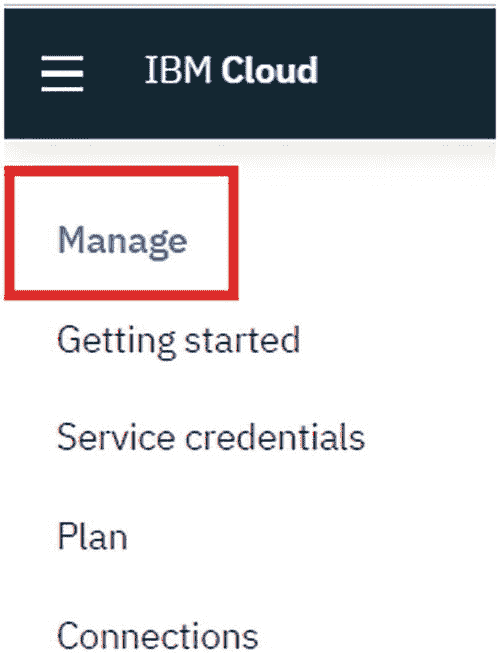 IBM Cloud
Manage
Getting started
Service credentials
Plan
Connections